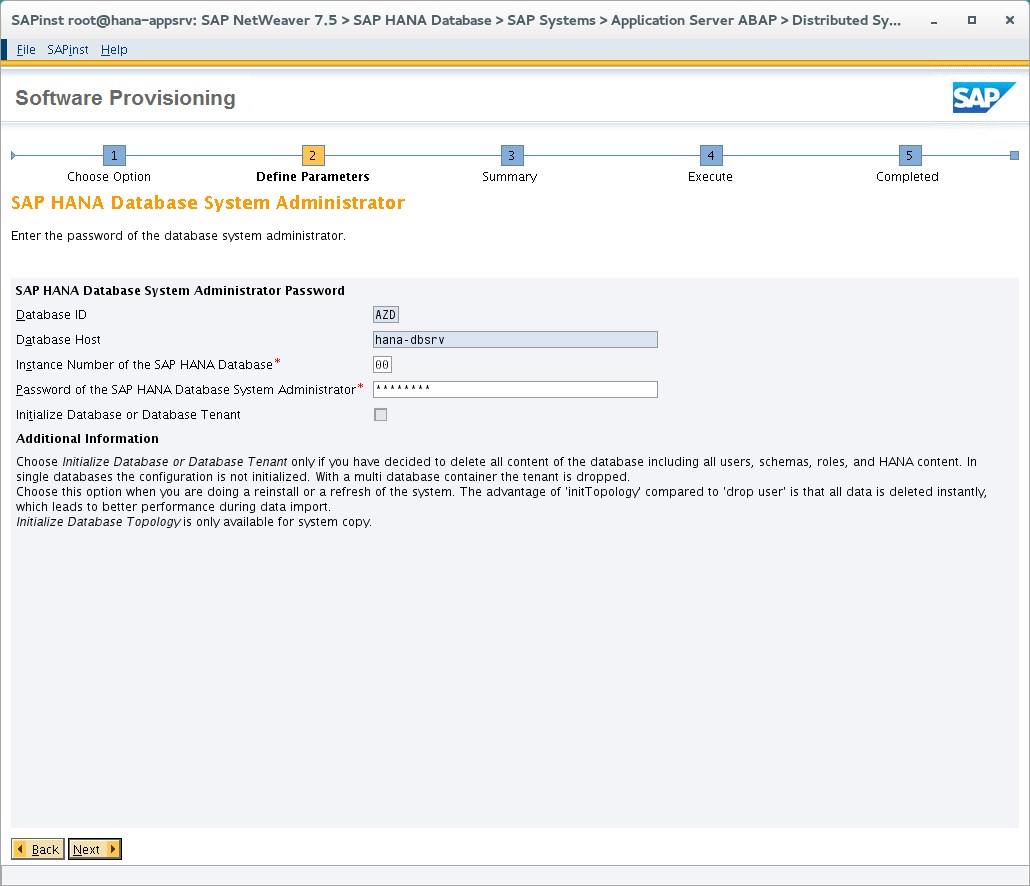 SAPinst root@hana-appsrv: SAP NetWeaver 7.5 > SAP HANA Database > SAP Systems > Application Server ABAP > Distributed Sy...
File SAPinst Help
Software Provisioning
SAP
1 2 3 4 5
Choose Option Define Parameters Summary Execute Completed
SAP HANA Database System Administrator
Enter the password of the database system administrator.
SAP HANA Database System Administrator Password
Database ID AZD
Database Host hana-dbsrv
Instance Number of the SAP HANA Database* 00
Password of the SAP HANA Database System Administrator* ********
Initialize Database or Database Tenant
Additional Information
Choose Initialize Database or Database Tenant only if you have decided to delete all content of the database including all users, schemas, roles, and HANA content. In
single databases the configuration is not initialized. With a multi database container the tenant is dropped.
Choose this option when you are doing a reinstall or a refresh of the system. The advantage of 'initTopology' compared to 'drop user' is that all data is deleted instantly,
which leads to better performance during data import.
Initialize Database Topology is only available for system copy.
Back Next